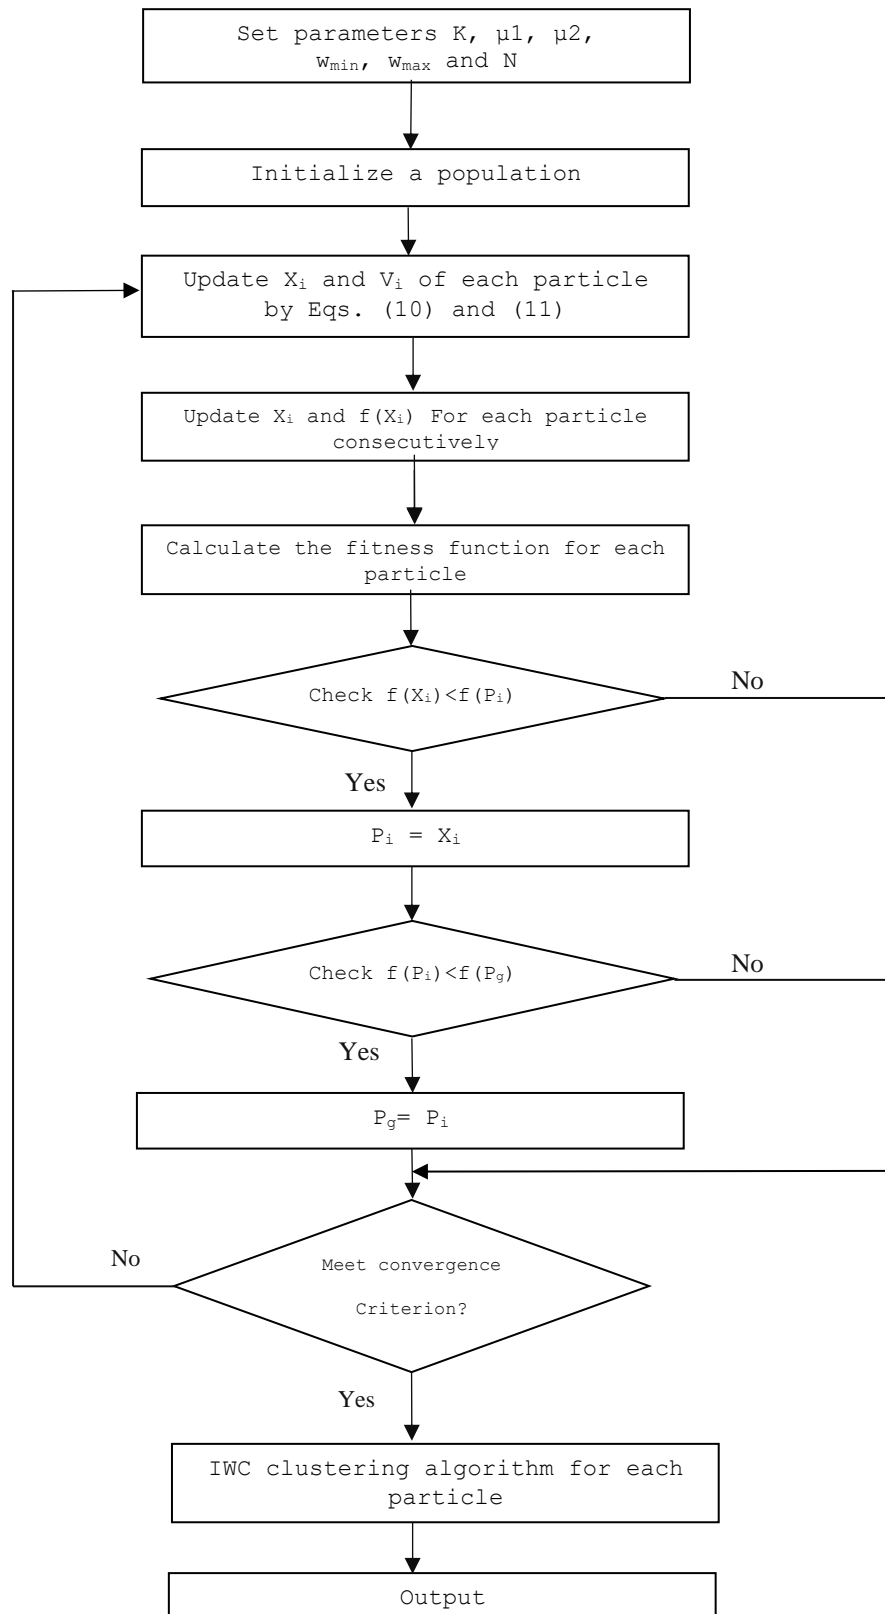 Set parameters K, µ1, µ2,
wmin, wmax and N
Initialize a population
Update Xi and Vi of each particle
by Eqs. (10) and (11)
Update Xi and f(Xi) For each particle
consecutively
Calculate the fitness function for each
particle
Check f(Xi)<f(Pi)
No
Yes
Pi = Xi
Check f(Pi)<f(Pg)
No
Yes
Pg= Pi
No
Meet convergence
Criterion?
Yes
IWC clustering algorithm for each
particle
Output